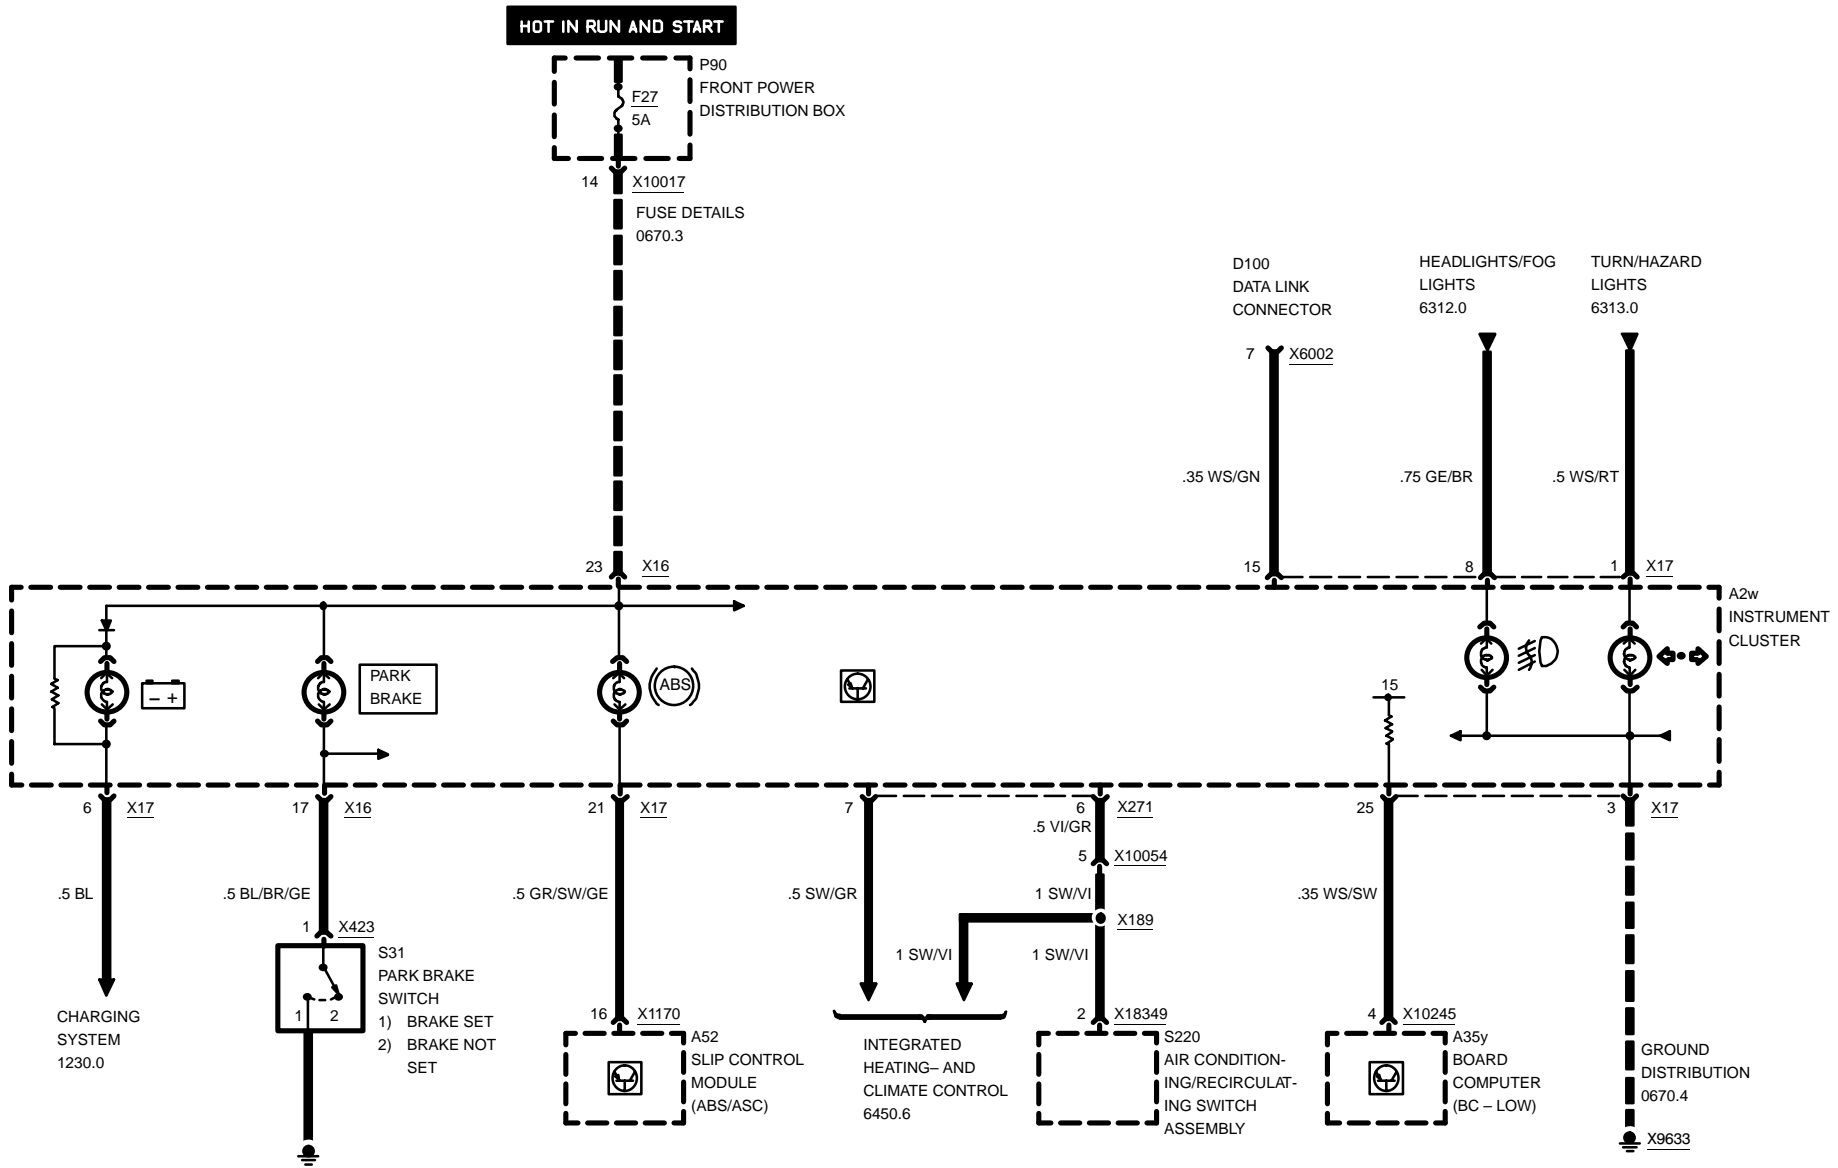 HOT IN RUN AND START
P90
FRONT POWER
DISTRIBUTION BOX
F27
5A
14 X10017
FUSE DETAILS
0670.3
D100
DATA LINK
CONNECTOR
HEADLIGHTS/FOG
LIGHTS
6312.0
TURN/HAZARD
LIGHTS
6313.0
7 X6002
.35 WS/GN
.75 GE/BR
.5 WS/RT
23 X16
15
8
1 X17
A2w
INSTRUMENT
CLUSTER
– +
PARK
BRAKE
ABS
15
6 X17
17 X16
21 X17
7
6 X271
25
3 X17
.5 VI/GR
5 X10054
.5 BL
.5 BL/BR/GE
.5 GR/SW/GE
.5 SW/GR
1 SW/VI
.35 WS/SW
X189
1 X423
1 SW/VI
1 SW/VI
S31
PARK BRAKE
SWITCH
1) BRAKE SET
2) BRAKE NOT
SET
1 2
CHARGING
SYSTEM
1230.0
16 X1170
A52
SLIP CONTROL
MODULE
(ABS/ASC)
INTEGRATED
HEATING– AND
CLIMATE CONTROL
6450.6
2 X18349
S220
AIR CONDITION-
ING/RECIRCULAT-
ING SWITCH
ASSEMBLY
4 X10245
A35y
BOARD
COMPUTER
(BC – LOW)
GROUND
DISTRIBUTION
0670.4
X9633